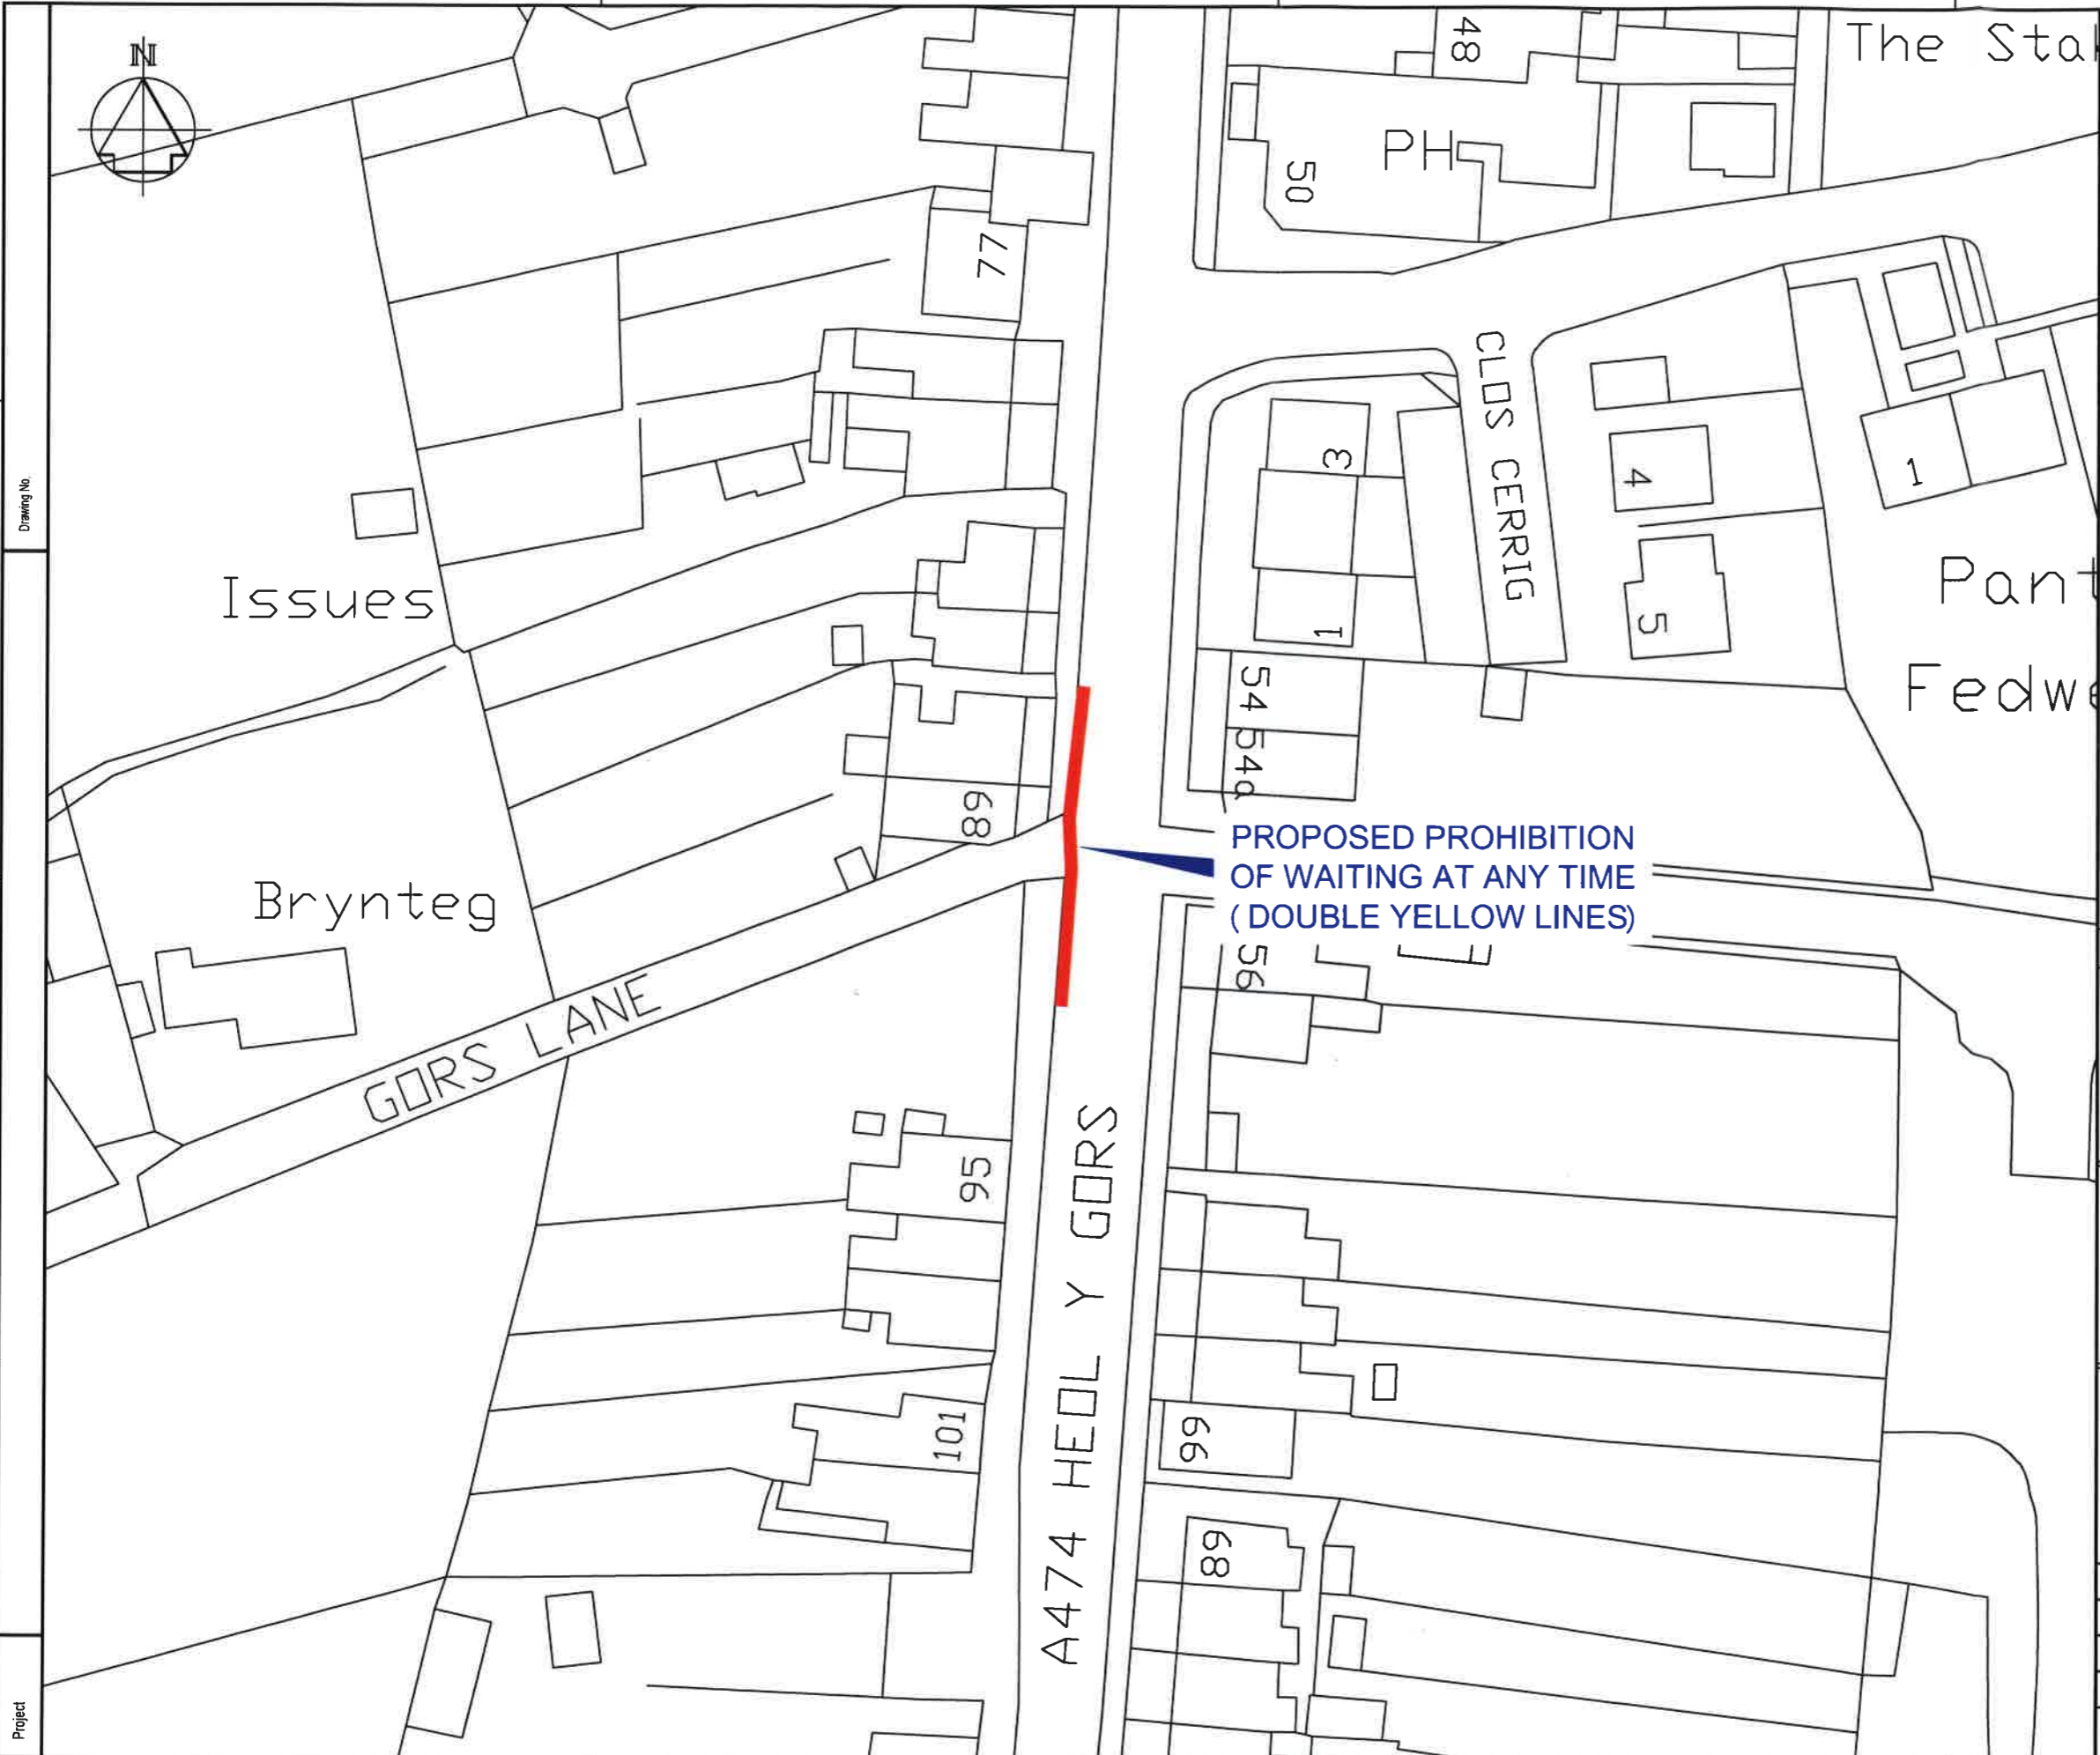 N
The Sta
48
PH
50
77
CLOS CERRIG
3
4
1
1
5
Issues
Pant
Fedw
54
54a
89
PROPOSED PROHIBITION
OF WAITING AT ANY TIME
( DOUBLE YELLOW LINES)
Brynteg
56
GORS LANE
95
A474 HEOL Y GORS
101
66
68
Drawing No.
Project